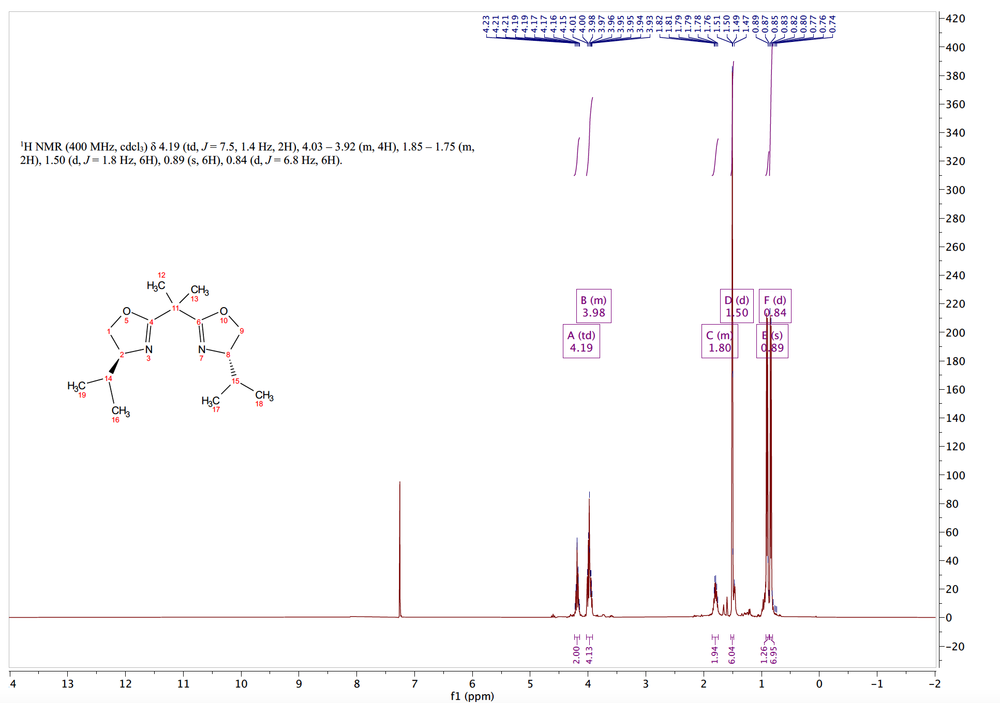 4.23 4.21 4.21 4.19 4.19 4.17 4.17 4.16 4.15 4.01 4.00 3.98 3.97 3.96 3.95 3.95 3.94 3.93 1.82 1.81 1.79 1.79 1.78 1.76 1.51 1.50 1.49 1.47 0.89 0.87 0.85 0.83 0.82 0.80 0.77 0.76 0.74
¹H NMR (400 MHz, cdcl₃) δ 4.19 (td, J = 7.5, 1.4 Hz, 2H), 4.03 – 3.92 (m, 4H), 1.85 – 1.75 (m,
2H), 1.50 (d, J = 1.8 Hz, 6H), 0.89 (s, 6H), 0.84 (d, J = 6.8 Hz, 6H).
12
H₃C CH₃
13
11
O O
5 4 6 10
1 9
N N
2 3 7 8
14 15
H₃C CH₃
19 18
H₃C
17
CH₃
16
B (m)
3.98
D (d)
1.50
F (d)
0.84
A (td)
4.19
C (m)
1.80
E (s)
0.89
420
400
380
360
340
320
300
280
260
240
220
200
180
160
140
120
100
80
60
40
20
0
−20
2.00 4.13 1.94 6.04 1.26 6.95
4 13 12 11 10 9 8 7 6 5 4 3 2 1 0 −1 −2
f1 (ppm)